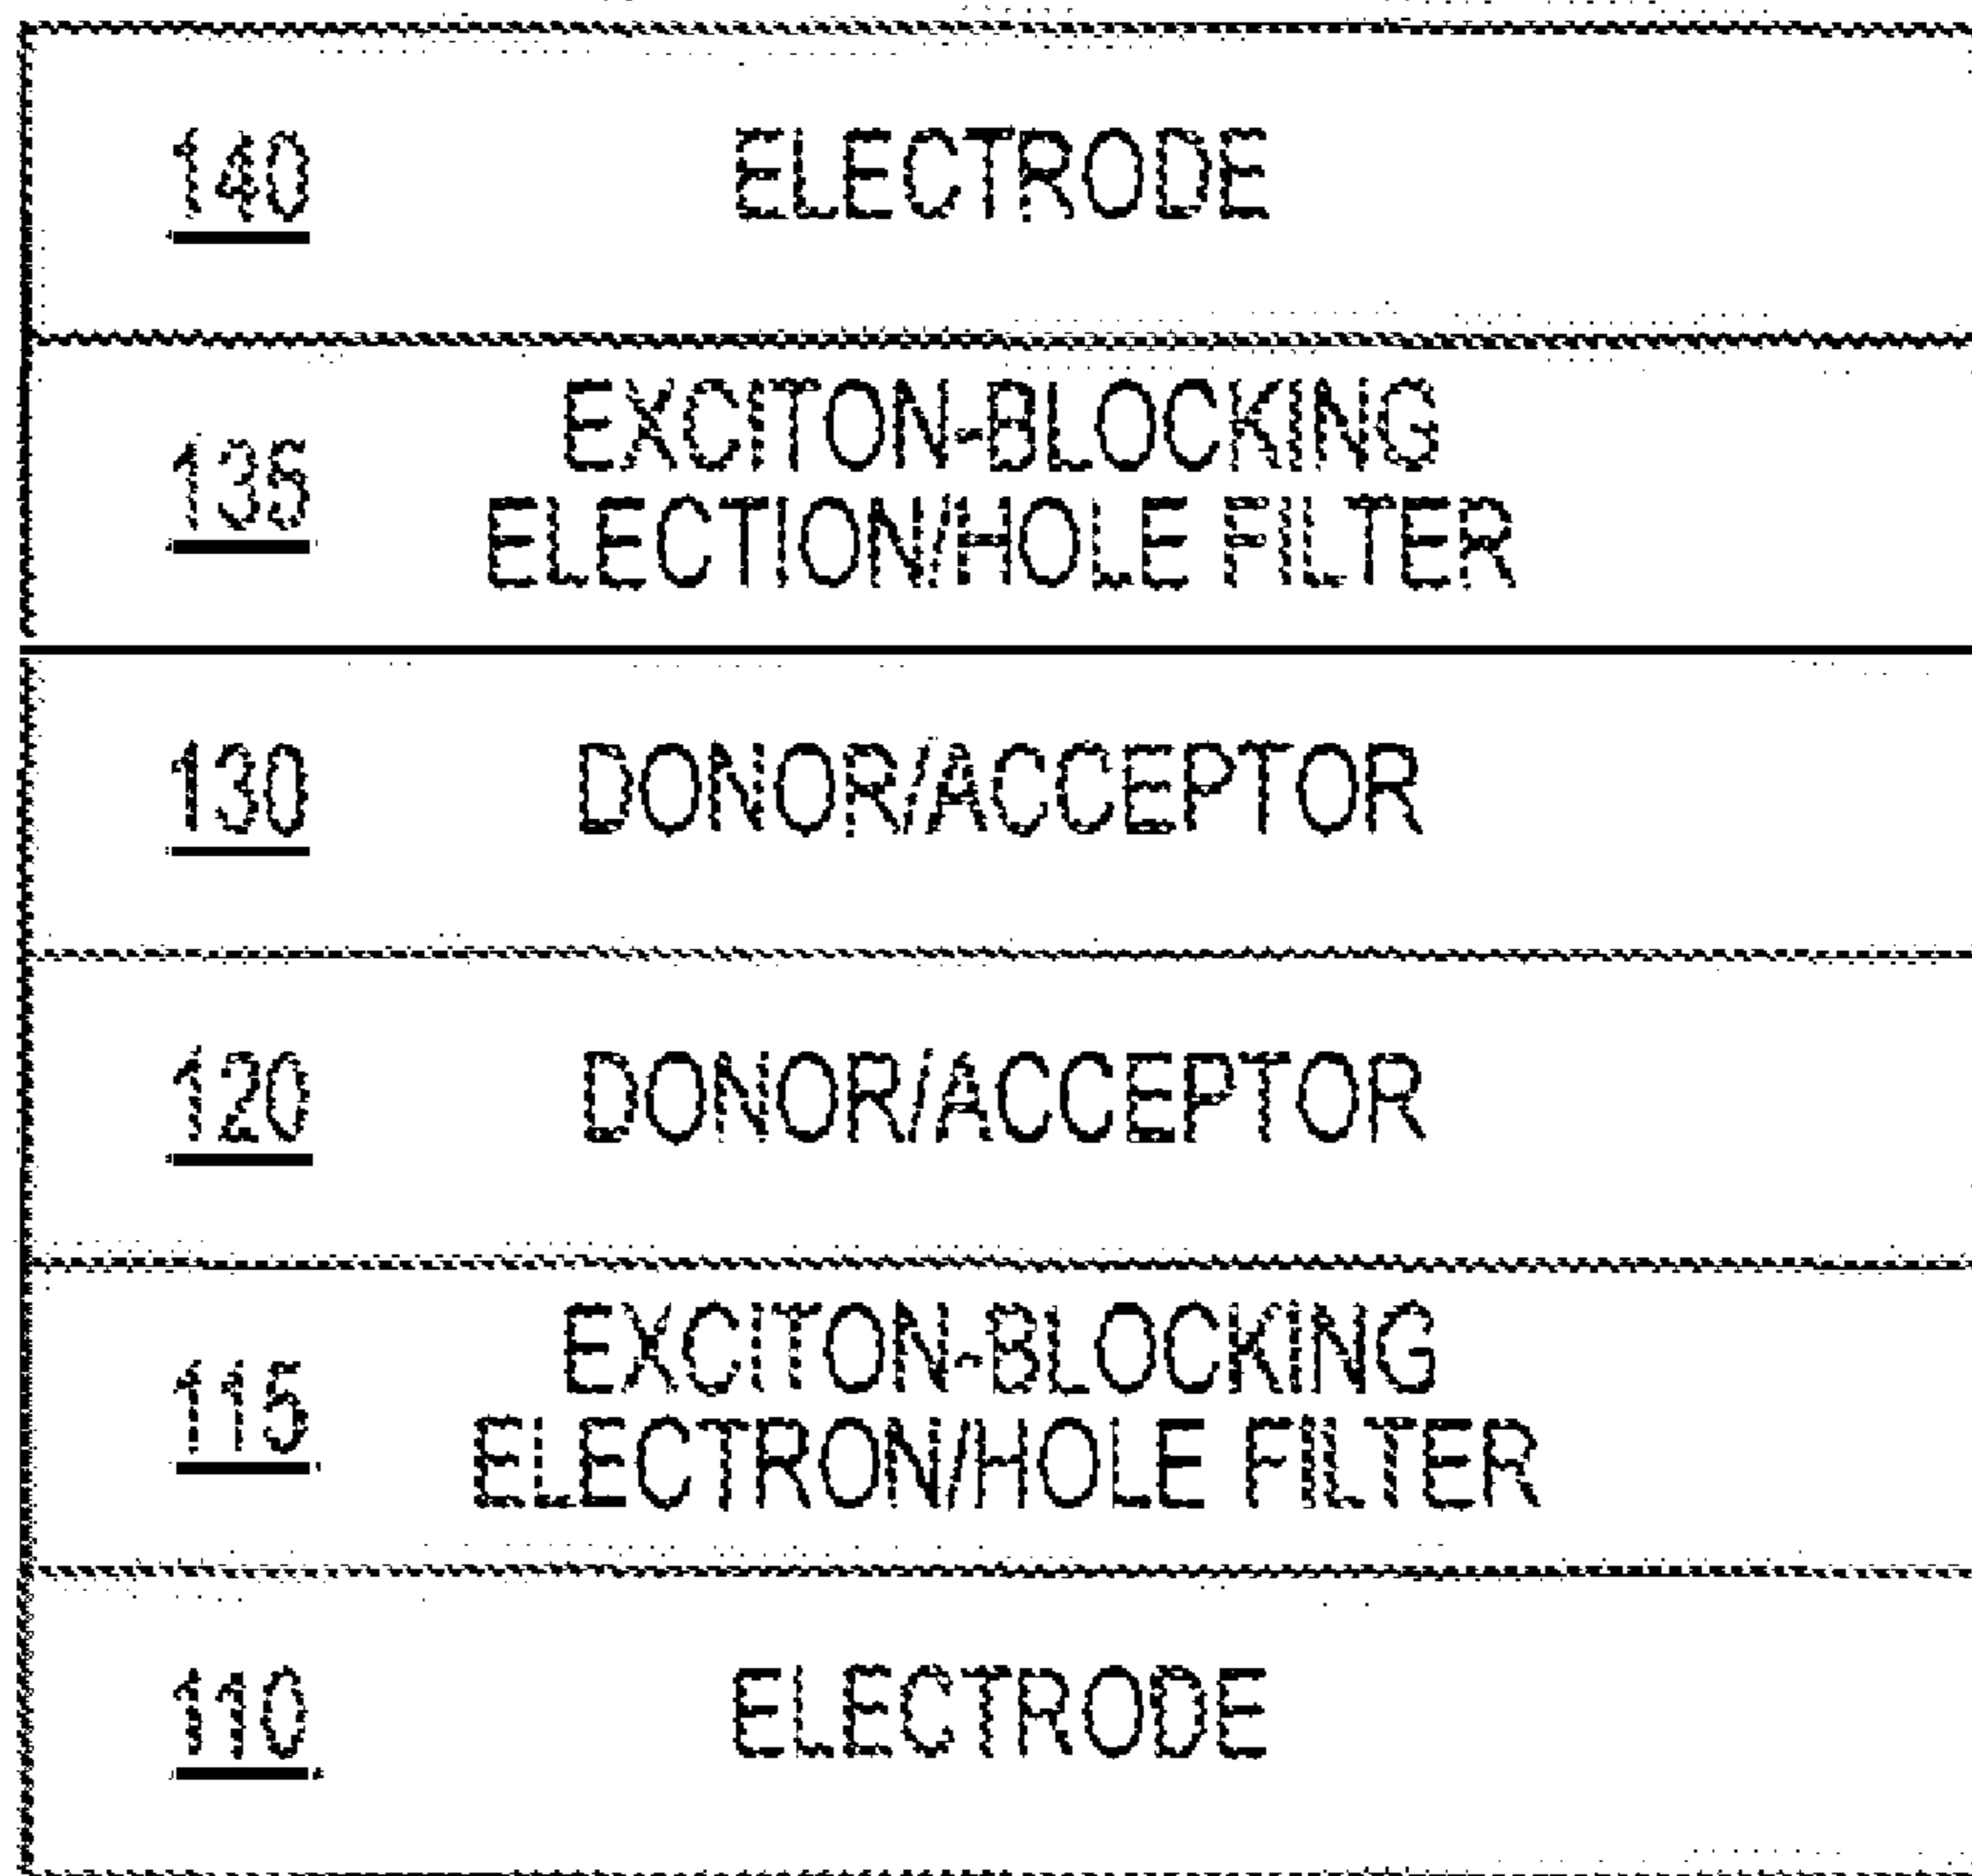 140 ELECTRODE
EXCITON-BLOCKING
135
ELECTION/HOLE FILTER
130 DONOR/ACCEPTOR
120 DONOR/ACCEPTOR
EXCITON-BLOCKING
115
ELECTRON/HOLE FILTER
110 ELECTRODE